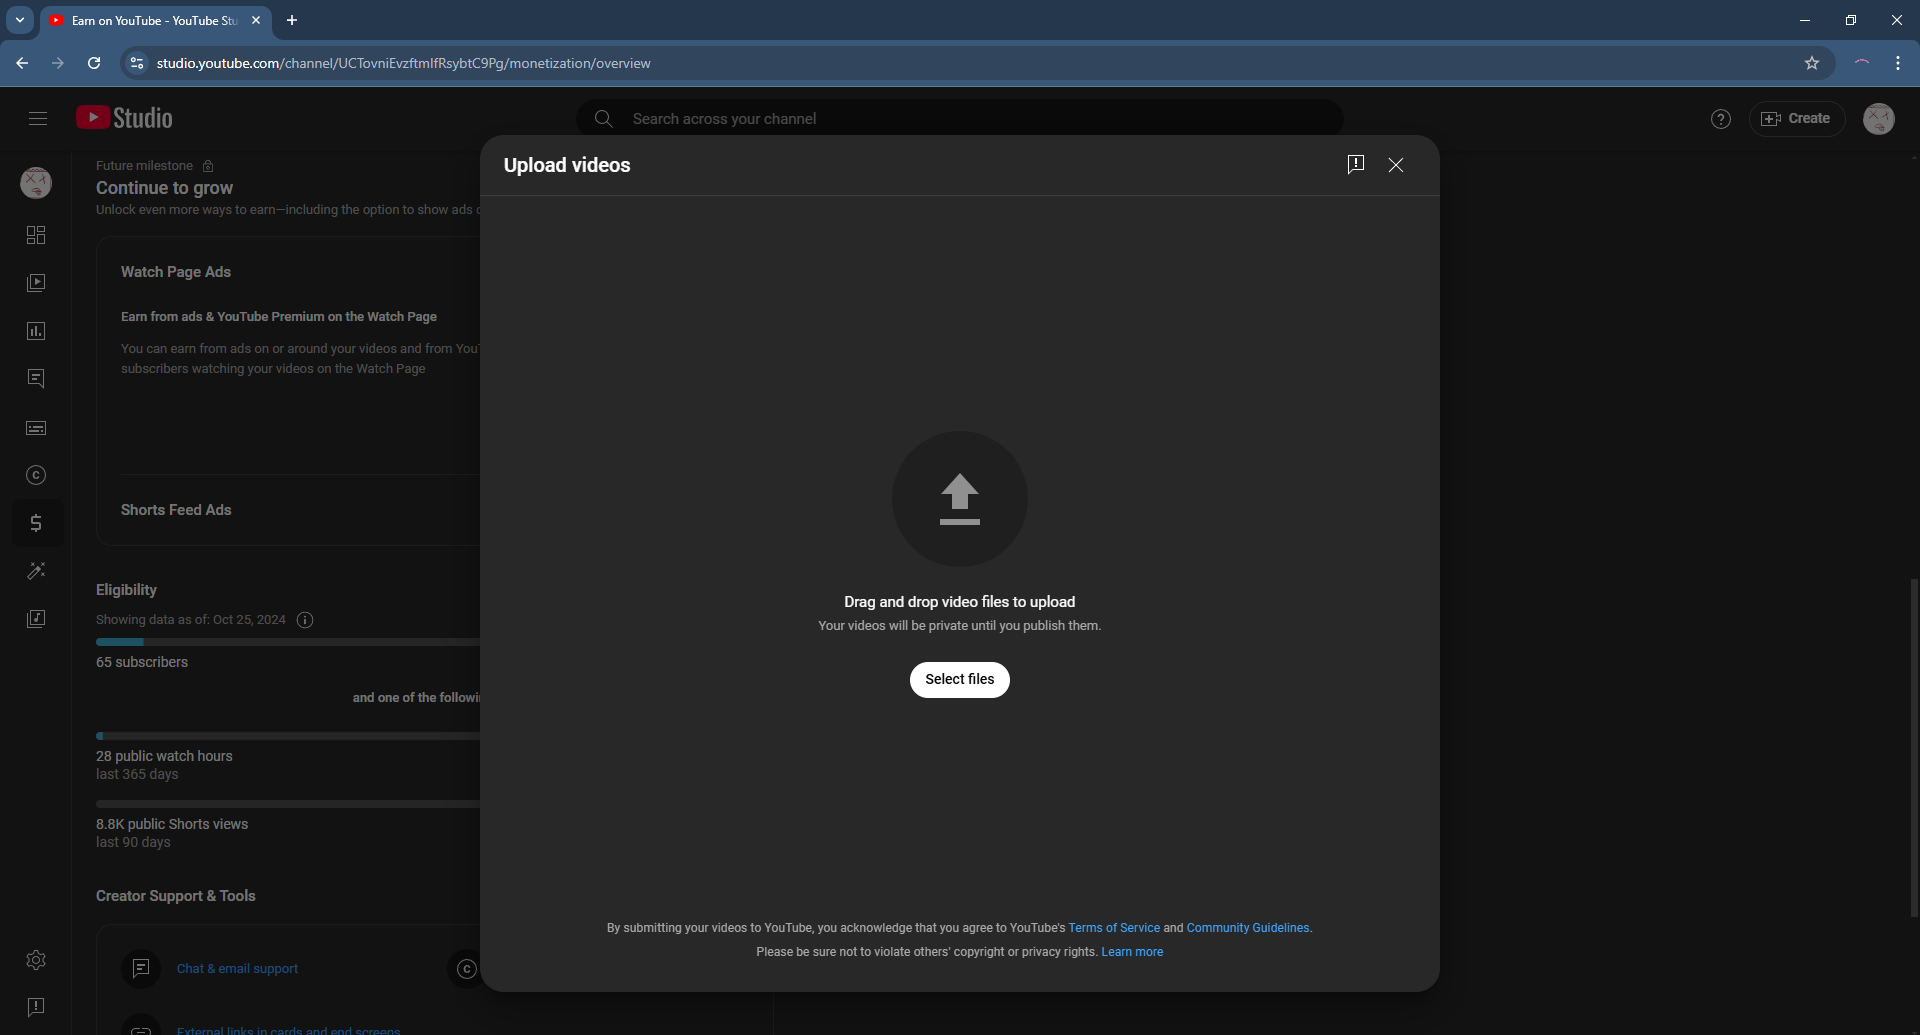 Earn on YouTube - YouTube Stu
studio.youtube.com/channel/UCTovniEvzftmIfRsybtC9Pg/monetization/overview
Studio
Search across your channel
Create
Future milestone
Continue to grow
Unlock even more ways to earn—including the option to show ads
Watch Page Ads
Earn from ads & YouTube Premium on the Watch Page
You can earn from ads on or around your videos and from You
subscribers watching your videos on the Watch Page
Shorts Feed Ads
Eligibility
Showing data as of: Oct 25, 2024
65 subscribers
and one of the followi
28 public watch hours
last 365 days
8.8K public Shorts views
last 90 days
Creator Support & Tools
Chat & email support
External links in cards and end screens
Upload videos
Drag and drop video files to upload
Your videos will be private until you publish them.
Select files
By submitting your videos to YouTube, you acknowledge that you agree to YouTube's Terms of Service and Community Guidelines.
Please be sure not to violate others' copyright or privacy rights. Learn more